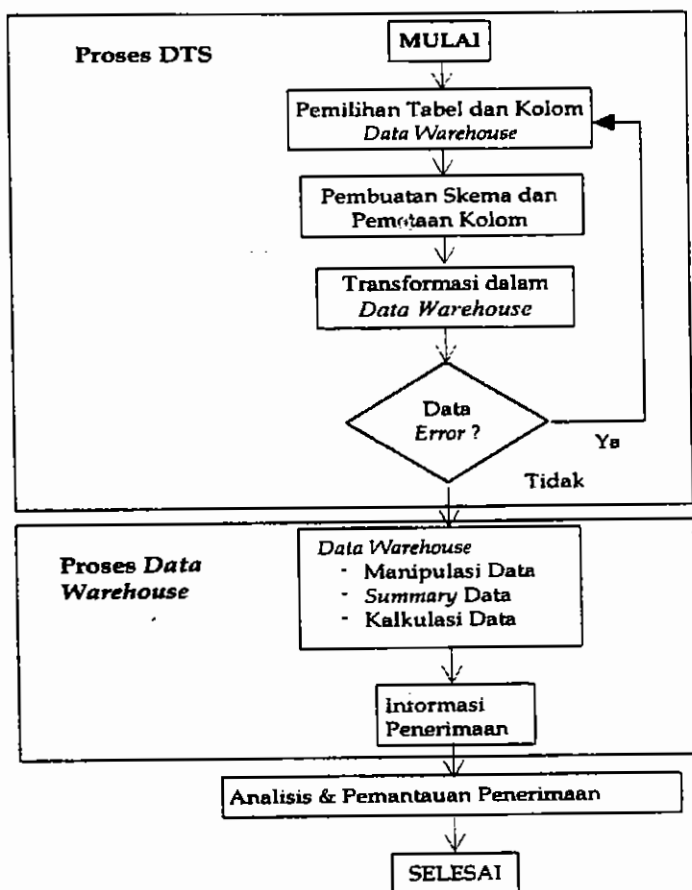 Proses DTS
MULAI
Pemilihan Tabel dan Kolom
Data Warehouse
Pembuatan Skema dan
Pemetaan Kolom
Transformasi dalam
Data Warehouse
Data
Error ?
Ya
Tidak
Proses Data
Warehouse
Data Warehouse
- Manipulasi Data
- Summary Data
- Kalkulasi Data
Informasi
Penerimaan
Analisis & Pemantauan Penerimaan
SELESAI